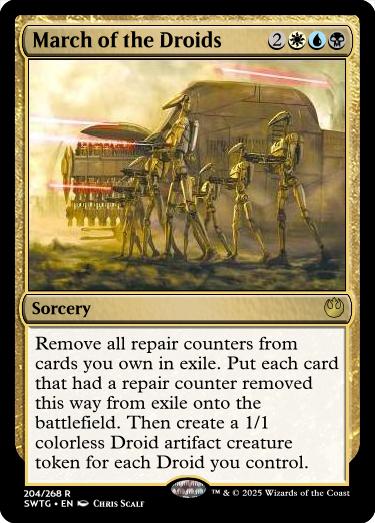 March of the Droids 2
Sorcery
Remove all repair counters from
cards you own in exile. Put each card
that had a repair counter removed
this way from exile onto the
battlefield. Then create a 1/1
colorless Droid artifact creature
token for each Droid you control.
204/268 R
SWTG • EN Chris Scalf
™ & © 2025 Wizards of the Coast